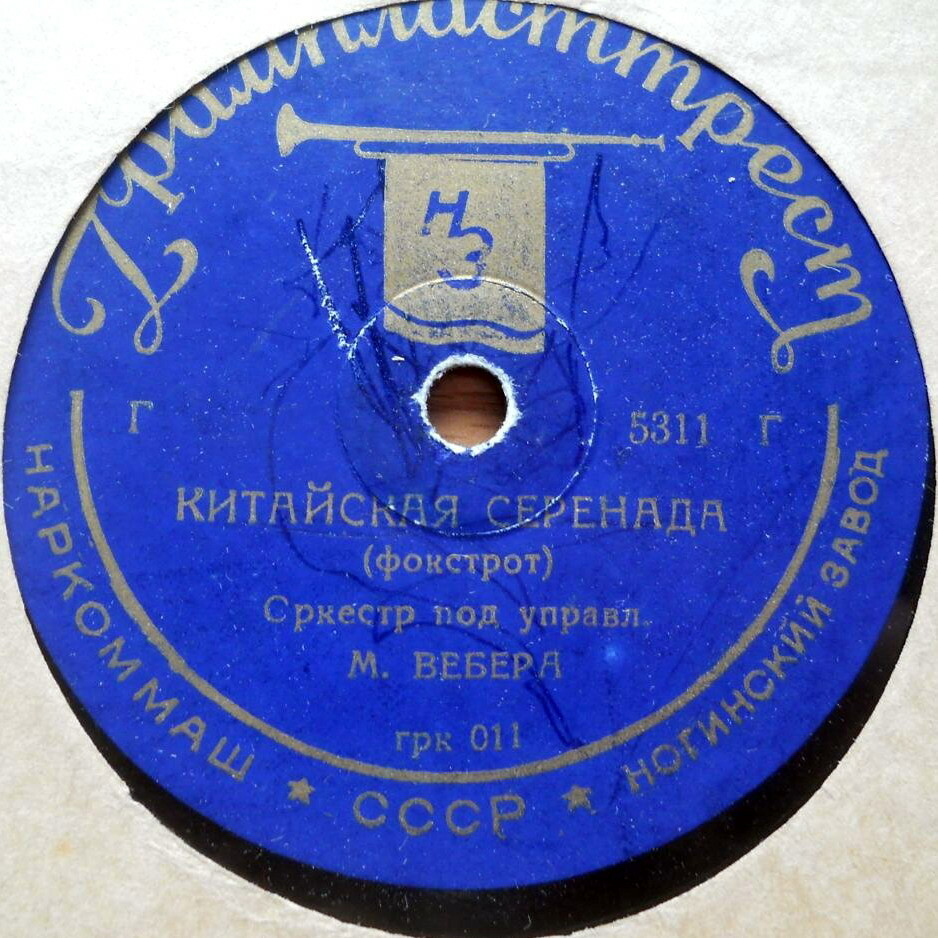 Грампласттрест
НЗ
Г 5311 Г
КИТАЙСКАЯ СЕРЕНАДА
(фокстрот)
Сркестр под управл.
М. ВЕБЕРА
грк 011
НАРКОММАШ ★ СССР ★ НОГИНСКИЙ ЗАВОД